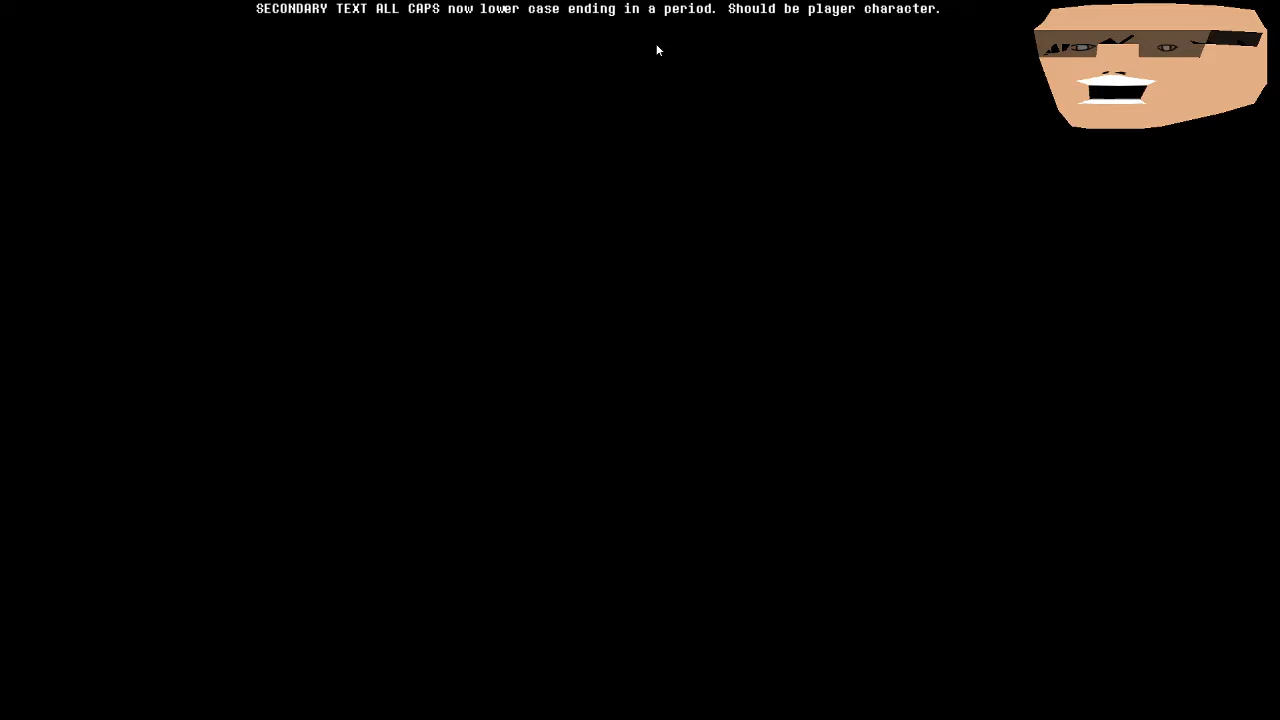 SECONDARY TEXT ALL CAPS now lower case ending in a period. Should be player character.